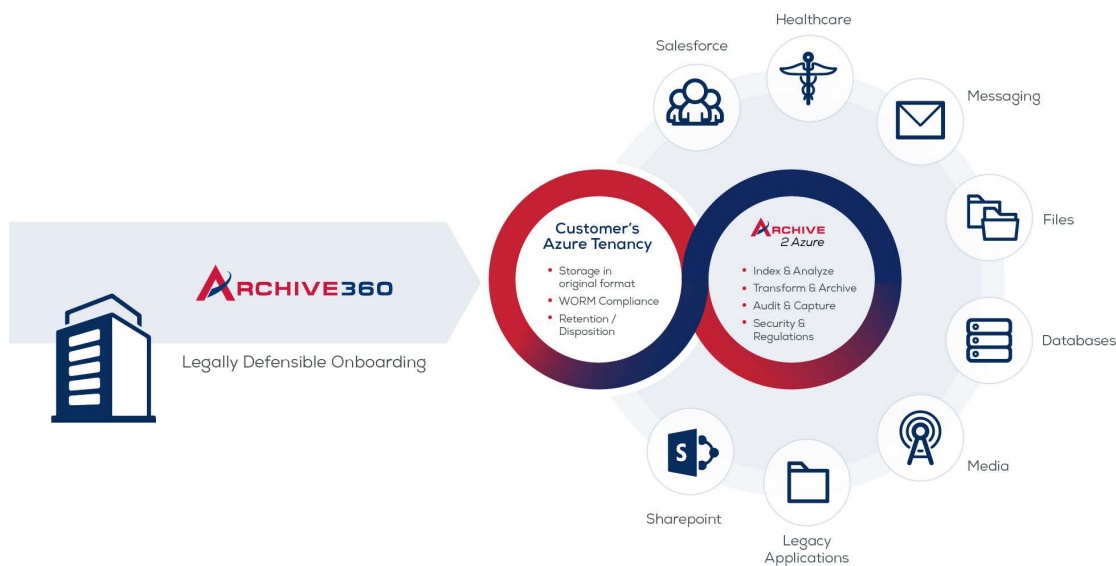 Healthcare
Salesforce
Messaging
Files
Databases
Media
Legacy
Applications
Sharepoint
ARCHIVE360
Legally Defensible Onboarding
Customer's
Azure Tenancy
• Storage in
original format
• WORM Compliance
• Retention /
Disposition
ARCHIVE
2 Azure
• Index & Analyze
• Transform & Archive
• Audit & Capture
• Security &
Regulations
S